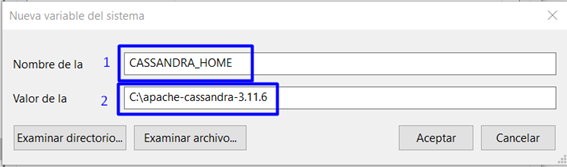 Nueva variable del sistema
Nombre de la 1 CASSANDRA_HOME
Valor de la 2 C:\apache-cassandra-3.11.6
Examinar directorio... Examinar archivo... Aceptar Cancelar